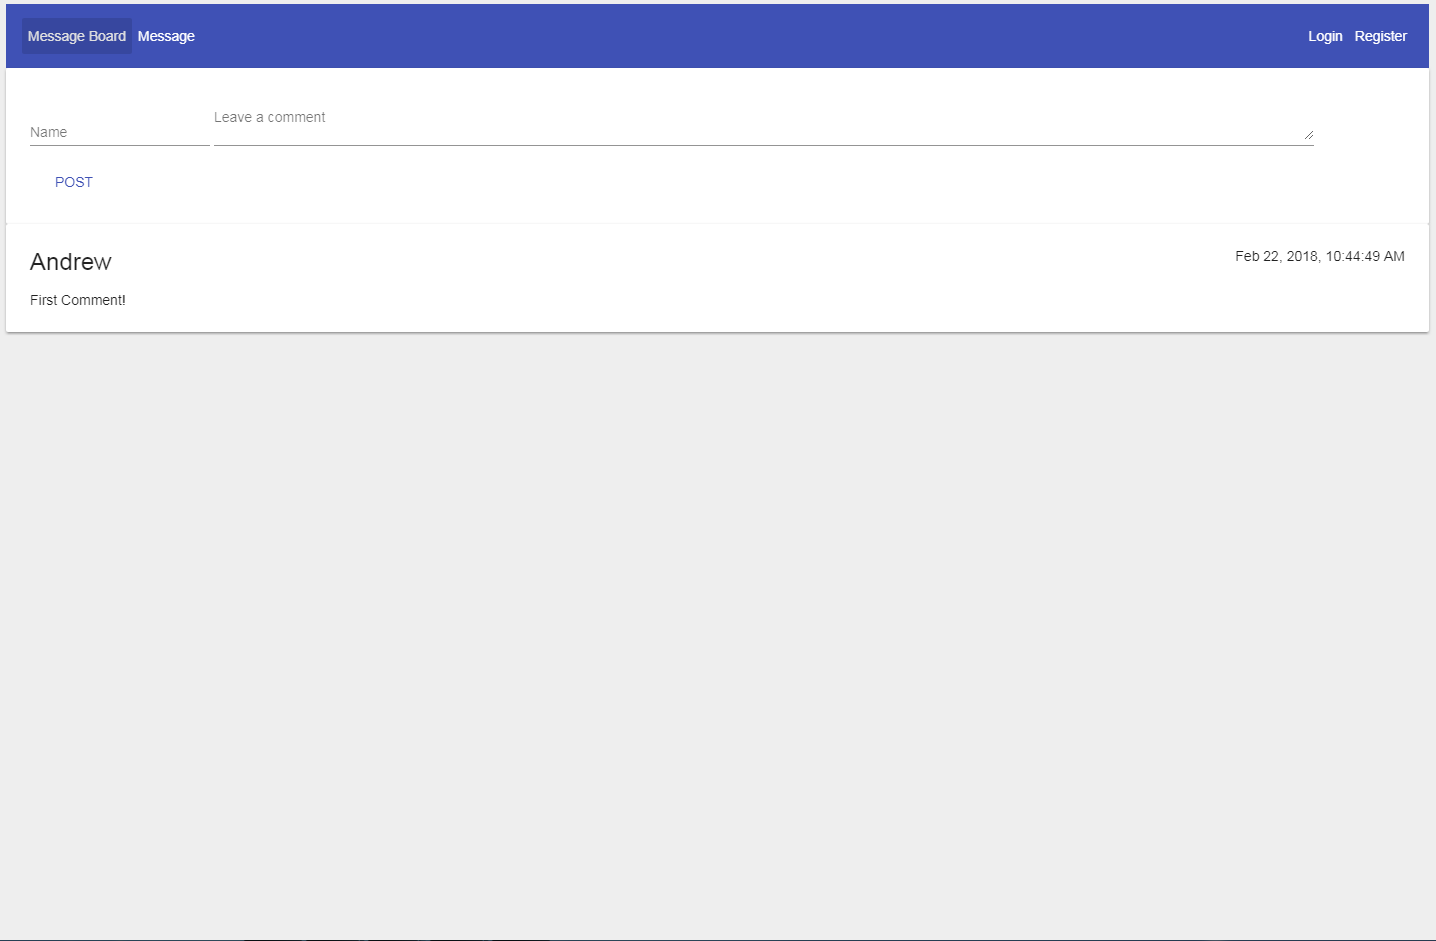 Message Board Message Login Register
Leave a comment
Name
POST
Andrew Feb 22, 2018, 10:44:49 AM
First Comment!